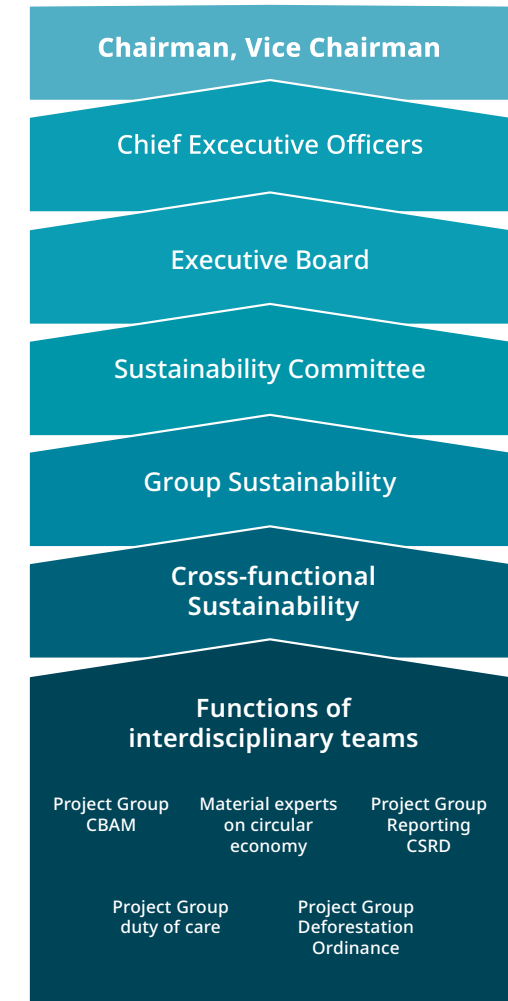 Chairman, Vice Chairman
Chief Excecutive Officers
Executive Board
Sustainability Committee
Group Sustainability
Cross-functional
Sustainability
Functions of
interdisciplinary teams
Project Group
CBAM
Material experts
on circular
economy
Project Group
Reporting
CSRD
Project Group
duty of care
Project Group
Deforestation
Ordinance